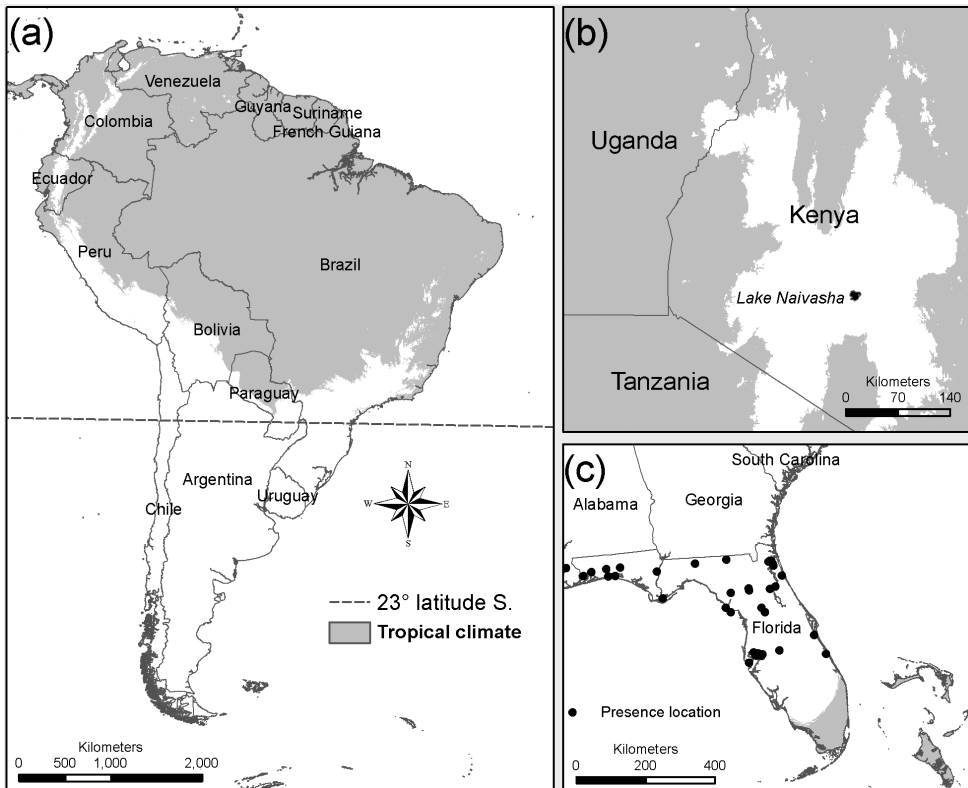 (a)
Venezuela
Guyana
Suriname
French Guiana
Colombia
Ecuador
Peru
Brazil
Bolivia
Paraguay
Argentina
Uruguay
Chile
N
W E
S
23° latitude S.
Tropical climate
Kilometers
0 500 1,000 2,000
(b)
Uganda
Kenya
Lake Naivasha
Tanzania
Kilometers
0 70 140
(c)
South Carolina
Alabama
Georgia
Florida
Presence location
Kilometers
0 200 400